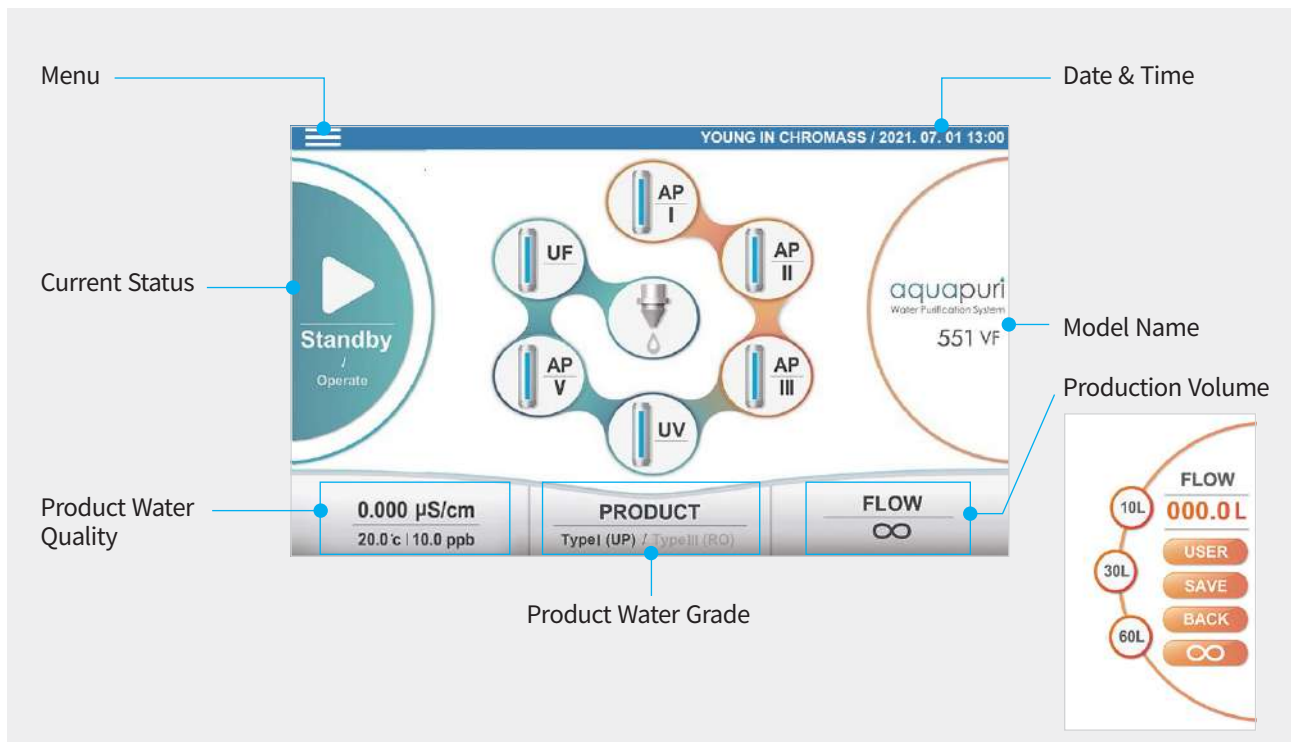 Menu
Date & Time
YOUNG IN CHROMASS / 2021. 07. 01 13:00
AP
I
UF
AP
II
Current Status
aquapuri
Water Purification System
551 VF
Model Name
Standby
/
Operate
AP
V
AP
III
UV
Production Volume
Product Water
Quality
0.000 µS/cm
20.0℃ | 10.0 ppb
PRODUCT
TypeI (UP) / TypeIII (RO)
FLOW
∞
Product Water Grade
FLOW
10L
000.0 L
USER
30L
SAVE
BACK
60L
∞